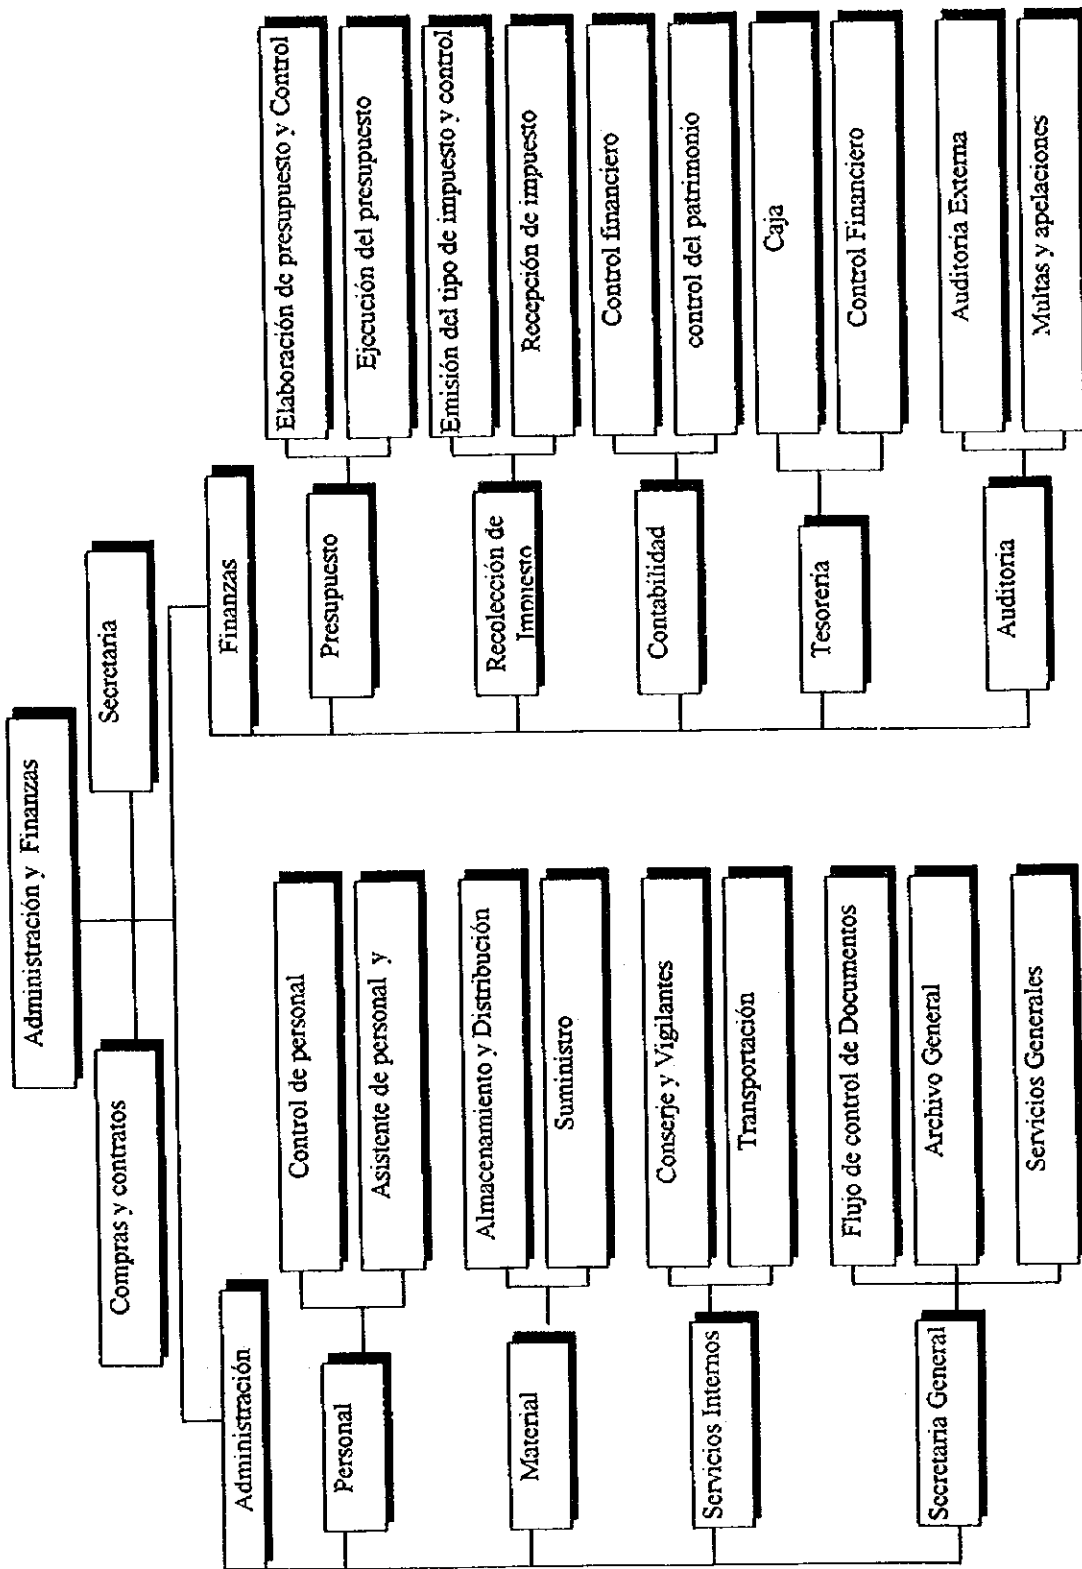 Administración y Finanzas
Compras y contratos
Secretaria
Administración
Personal
Control de personal
Asistente de personal y
Material
Almacenamiento y Distribución
Suministro
Servicios Internos
Conserje y Vigilantes
Transportación
Secretaria General
Flujo de control de Documentos
Archivo General
Servicios Generales
Finanzas
Presupuesto
Elaboración de presupuesto y Control
Ejecución del presupuesto
Recolección de
Impuesto
Emisión del tipo de impuesto y control
Recepción de impuesto
Contabilidad
Control financiero
control del patrimonio
Tesoreria
Caja
Control Financiero
Auditoria
Auditoria Externa
Multas y apelaciones